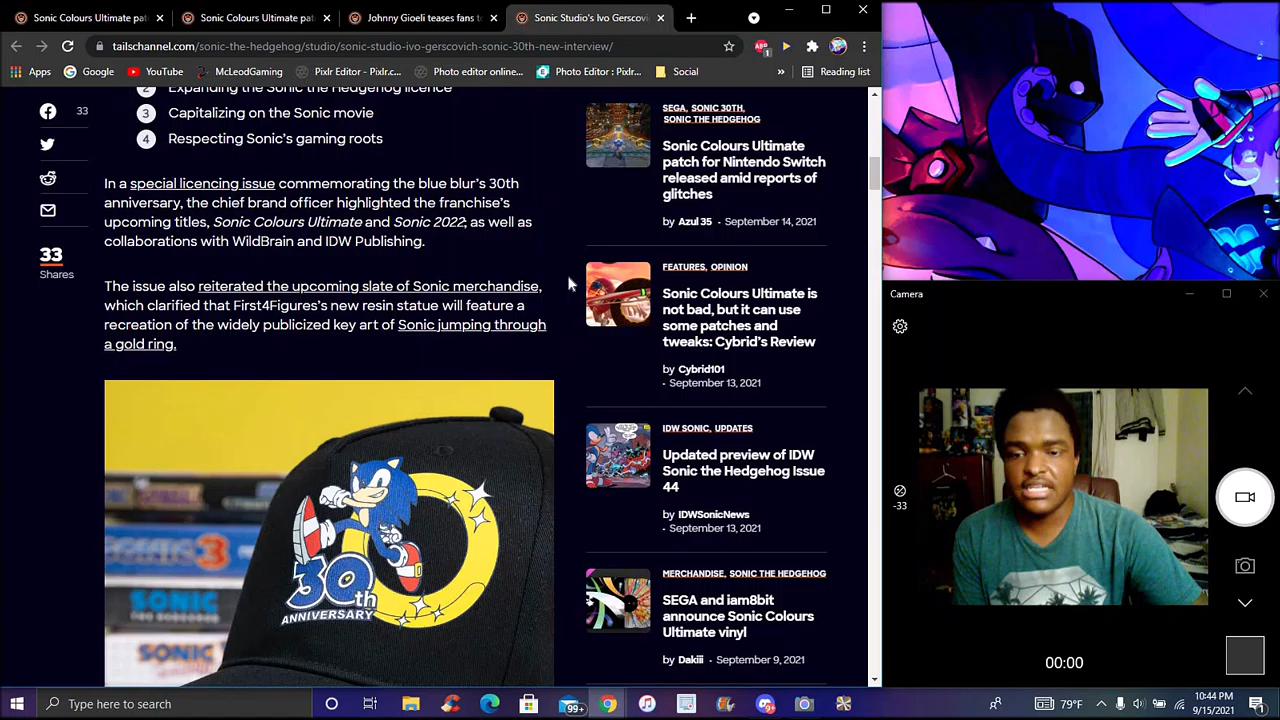 Sonic Colours Ultimate pat
Sonic Colours Ultimate pat
Johnny Gioeli teases fans to
Sonic Studio's Ivo Gerscovich
tailschannel.com/sonic-the-hedgehog/studio/sonic-studio-ivo-gerscovich-sonic-30th-new-interview/
1
Apps
Google
YouTube
McLeodGaming
Pixlr Editor - Pixlr.c...
Photo editor online...
Photo Editor : Pixlr...
Social
»
Reading list
2 Expanding the Sonic the Hedgehog licence
3 Capitalizing on the Sonic movie
4 Respecting Sonic's gaming roots
33
33
Shares
In a special licencing issue commemorating the blue blur's 30th
anniversary, the chief brand officer highlighted the franchise's
upcoming titles, Sonic Colours Ultimate and Sonic 2022; as well as
collaborations with WildBrain and IDW Publishing.
The issue also reiterated the upcoming slate of Sonic merchandise,
which clarified that First4Figures's new resin statue will feature a
recreation of the widely publicized key art of Sonic jumping through
a gold ring.
30th
ANNIVERSARY
3
SONIC
SONIC
SEGA, SONIC 30TH,
SONIC THE HEDGEHOG
Sonic Colours Ultimate
patch for Nintendo Switch
released amid reports of
glitches
by Azul 35 - September 14, 2021
FEATURES, OPINION
Sonic Colours Ultimate is
not bad, but it can use
some patches and
tweaks: Cybrid's Review
by Cybrid101
- September 13, 2021
IDW SONIC, UPDATES
Updated preview of IDW
Sonic the Hedgehog Issue
44
by IDWSonicNews
- September 13, 2021
MERCHANDISE, SONIC THE HEDGEHOG
SEGA and iam8bit
announce Sonic Colours
Ultimate vinyl
by Dakiii - September 9, 2021
Camera
-33
00:00
Type here to search
99+
79°F
10:44 PM
9/15/2021
1